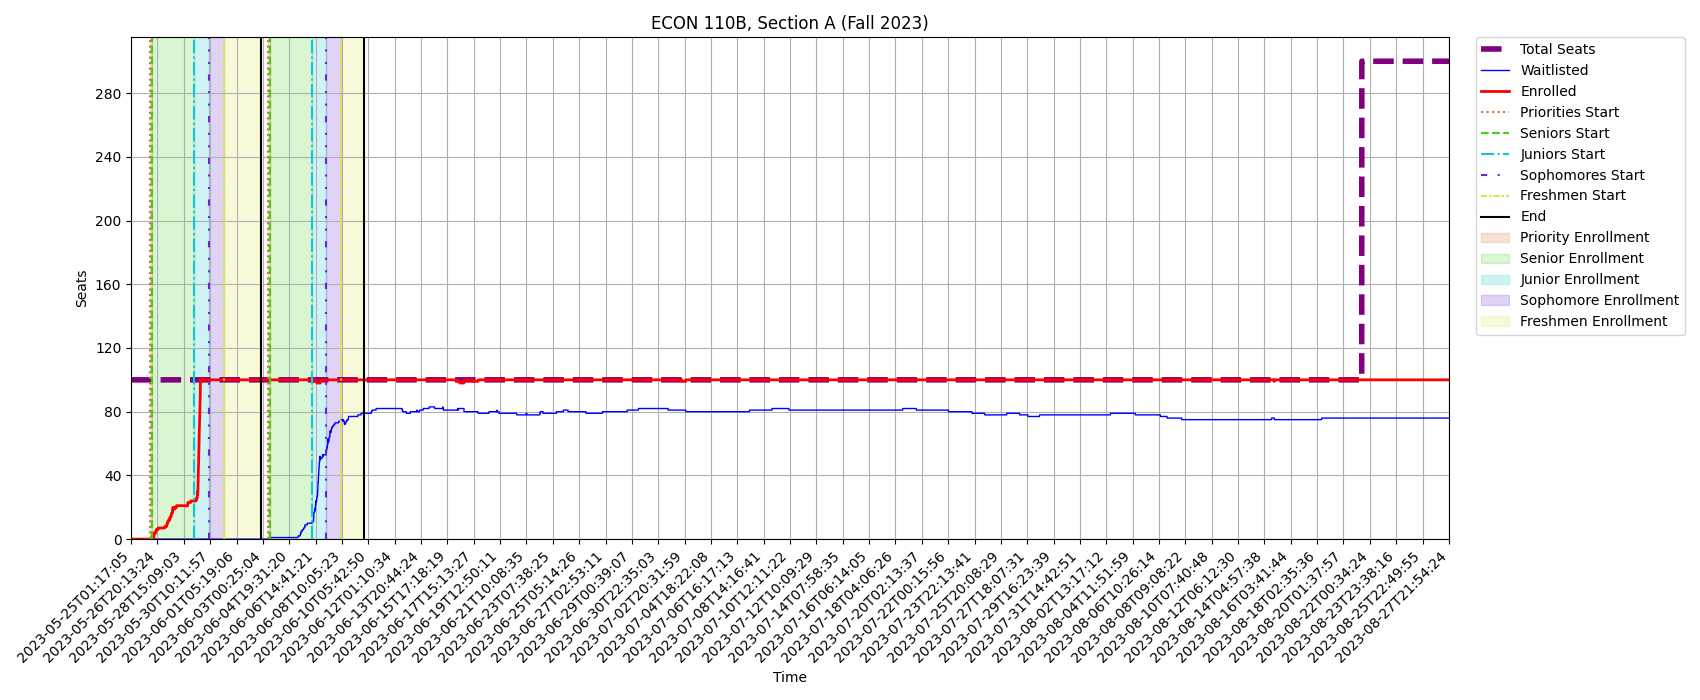 ECON 110B, Section A (Fall 2023)
Seats
280
240
200
160
120
80
40
0
2023-05-25T01:17:05
2023-05-26T20:13:24
2023-05-28T15:09:03
2023-05-30T10:11:57
2023-06-01T05:19:06
2023-06-03T00:25:04
2023-06-04T19:31:20
2023-06-06T14:41:21
2023-06-08T10:05:23
2023-06-10T05:42:50
2023-06-12T01:10:34
2023-06-13T20:44:24
2023-06-15T17:18:19
2023-06-17T15:13:27
2023-06-19T12:50:11
2023-06-21T10:08:35
2023-06-23T07:38:25
2023-06-25T05:14:26
2023-06-27T02:53:11
2023-06-29T00:39:07
2023-06-30T22:35:03
2023-07-02T20:31:59
2023-07-04T18:22:08
2023-07-06T16:17:13
2023-07-08T14:16:41
2023-07-10T12:11:22
2023-07-12T10:09:29
2023-07-14T07:58:35
2023-07-16T06:14:05
2023-07-18T04:06:26
2023-07-20T02:13:37
2023-07-22T00:15:56
2023-07-23T22:13:41
2023-07-25T20:08:29
2023-07-27T18:07:31
2023-07-29T16:23:39
2023-07-31T14:42:51
2023-08-02T13:17:12
2023-08-04T11:51:59
2023-08-06T10:26:14
2023-08-08T09:08:22
2023-08-10T07:40:48
2023-08-12T06:12:30
2023-08-14T04:57:38
2023-08-16T03:41:44
2023-08-18T02:35:36
2023-08-20T01:37:57
2023-08-22T00:34:24
2023-08-23T23:38:16
2023-08-25T22:49:55
2023-08-27T21:54:24
Time
Total Seats
Waitlisted
Enrolled
Priorities Start
Seniors Start
Juniors Start
Sophomores Start
Freshmen Start
End
Priority Enrollment
Senior Enrollment
Junior Enrollment
Sophomore Enrollment
Freshmen Enrollment